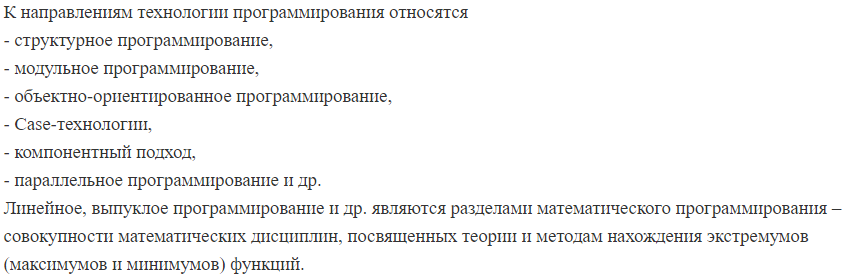 К направлениям технологии программирования относятся
- структурное программирование,
- модульное программирование,
- объектно-ориентированное программирование,
- Case-технологии,
- компонентный подход,
- параллельное программирование и др.
Линейное, выпуклое программирование и др. являются разделами математического программирования –
совокупности математических дисциплин, посвященных теории и методам нахождения экстремумов
(максимумов и минимумов) функций.